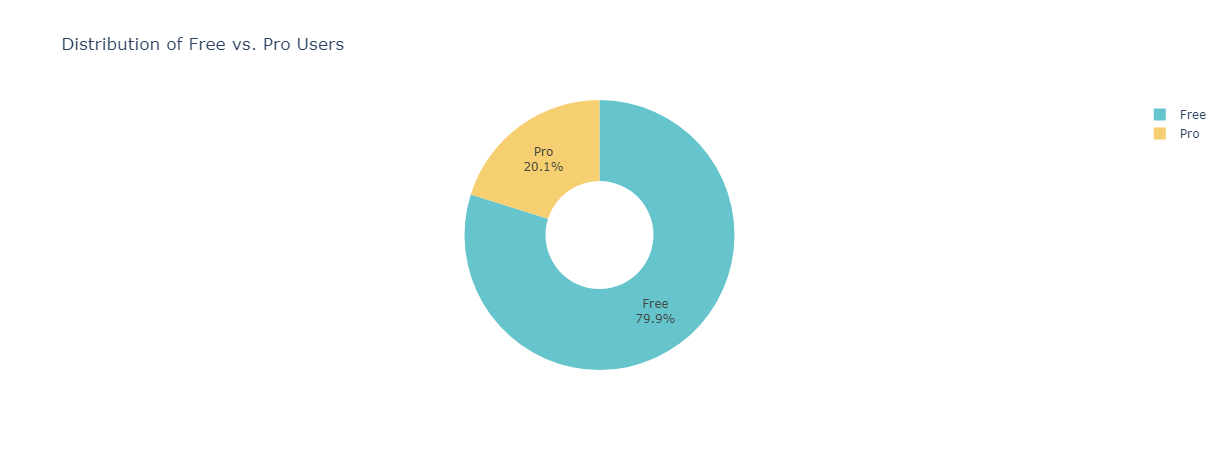 Distribution of Free vs. Pro Users
Free
Pro
Pro
20.1%
Free
79.9%